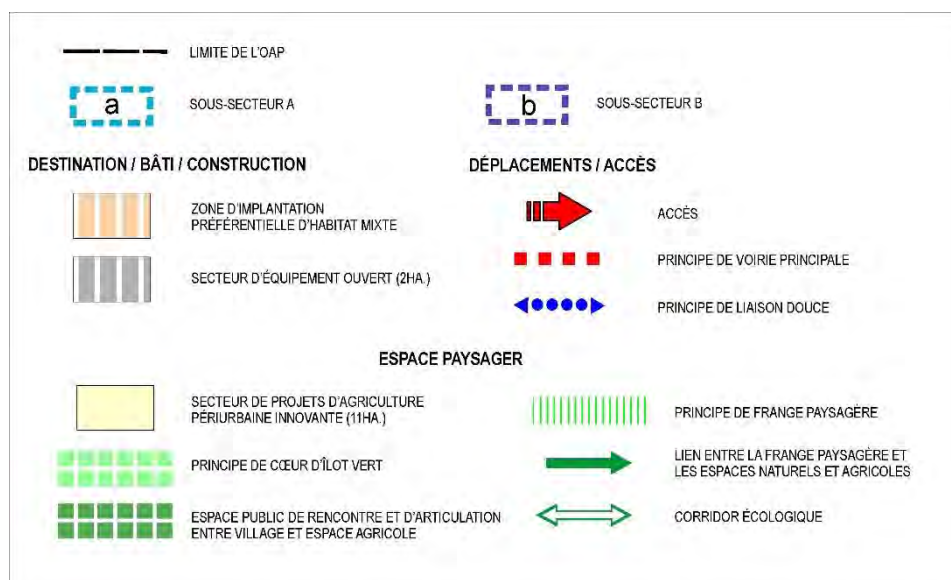 LIMITE DE L'OAP
a
SOUS-SECTEUR A
b
SOUS-SECTEUR B
DESTINATION / BÂTI / CONSTRUCTION
ZONE D'IMPLANTATION
PRÉFÉRENTIELLE D'HABITAT MIXTE
SECTEUR D'ÉQUIPEMENT OUVERT (2HA.)
DÉPLACEMENTS / ACCÈS
ACCÈS
PRINCIPE DE VOIRIE PRINCIPALE
PRINCIPE DE LIAISON DOUCE
ESPACE PAYSAGER
SECTEUR DE PROJETS D'AGRICULTURE
PÉRIURBAINE INNOVANTE (11HA.)
PRINCIPE DE CŒUR D'ÎLOT VERT
ESPACE PUBLIC DE RENCONTRE ET D'ARTICULATION
ENTRE VILLAGE ET ESPACE AGRICOLE
PRINCIPE DE FRANGE PAYSAGÈRE
LIEN ENTRE LA FRANGE PAYSAGÈRE ET
LES ESPACES NATURELS ET AGRICOLES
CORRIDOR ÉCOLOGIQUE